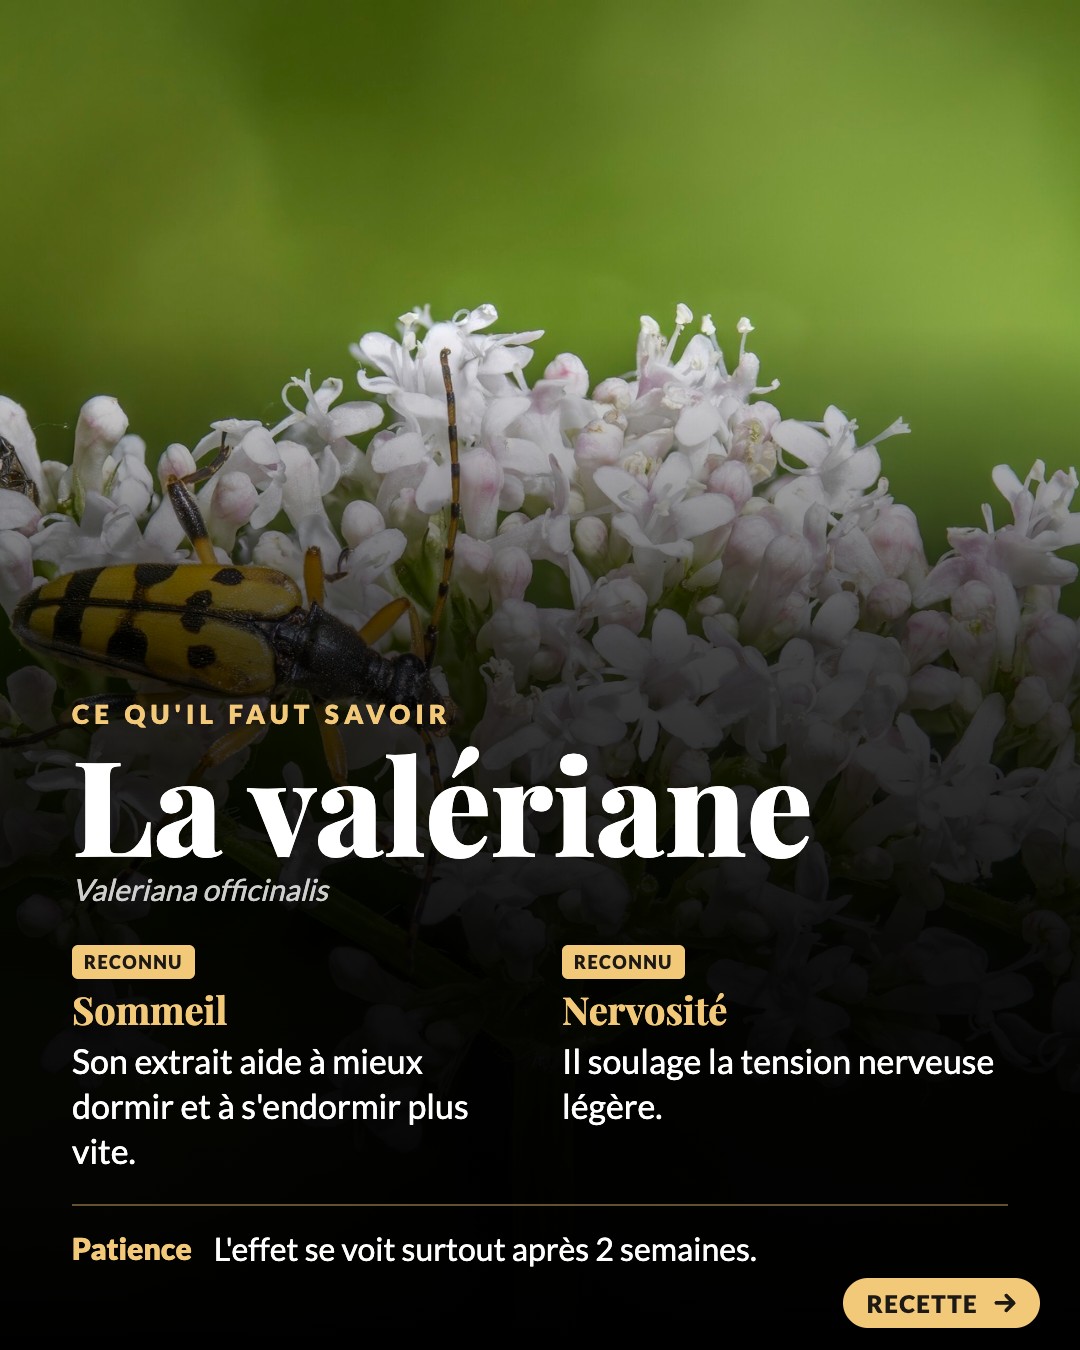 CE QU'IL FAUT SAVOIR
La valériane
Valeriana officinalis
RECONNU
Sommeil
Son extrait aide à mieux
dormir et à s'endormir plus
vite.
RECONNU
Nervosité
Il soulage la tension nerveuse
légère.
Patience L'effet se voit surtout après 2 semaines.
RECETTE →